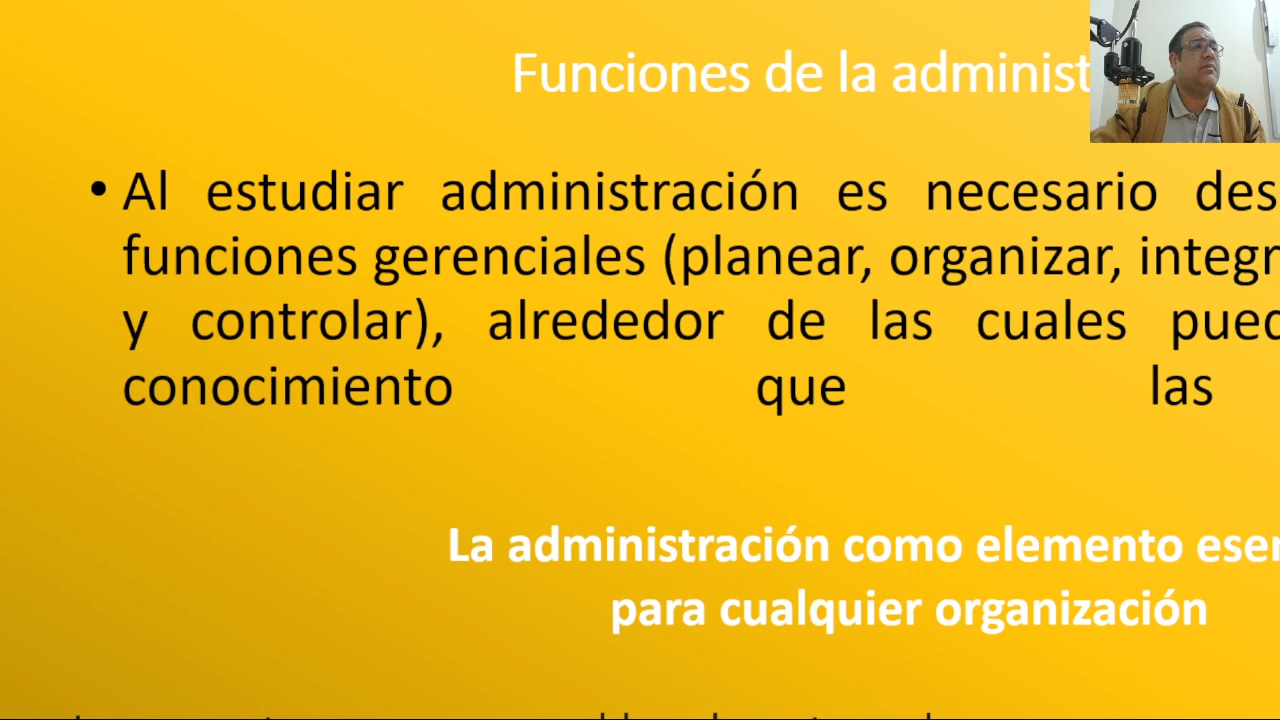 Funciones de la administ
• Al estudiar administración es necesario des
funciones gerenciales (planear, organizar, integr
y controlar), alrededor de las cuales pued
conocimiento que las
La administración como elemento esen
para cualquier organización